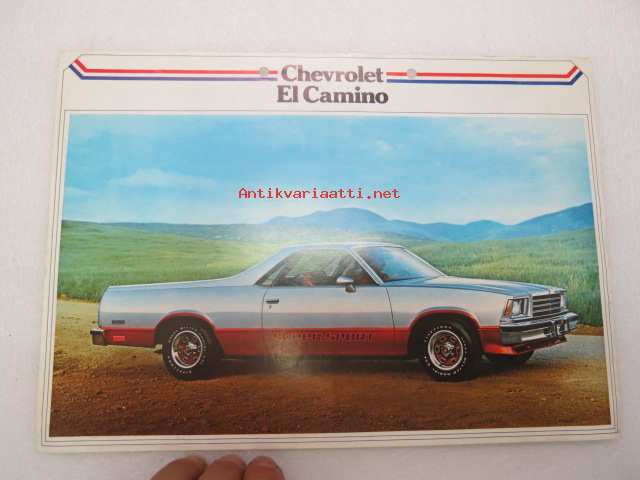 Chevrolet
El Camino
Antikvariaatti.net
SUPER SPORT